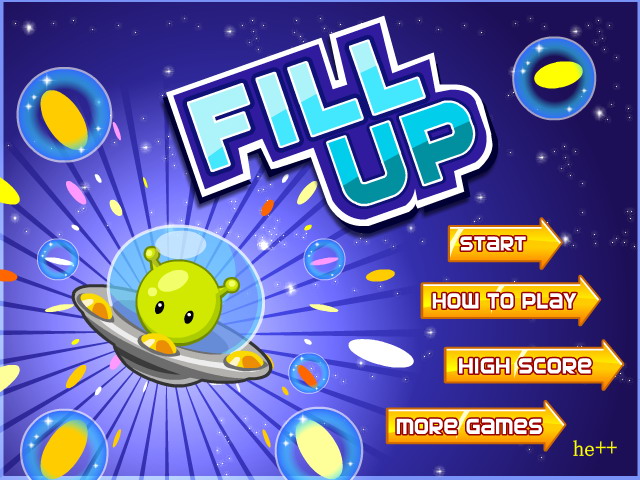 FILL
UP
START
HOW TO PLAY
HIGH SCORE
MORE GAMES
he++